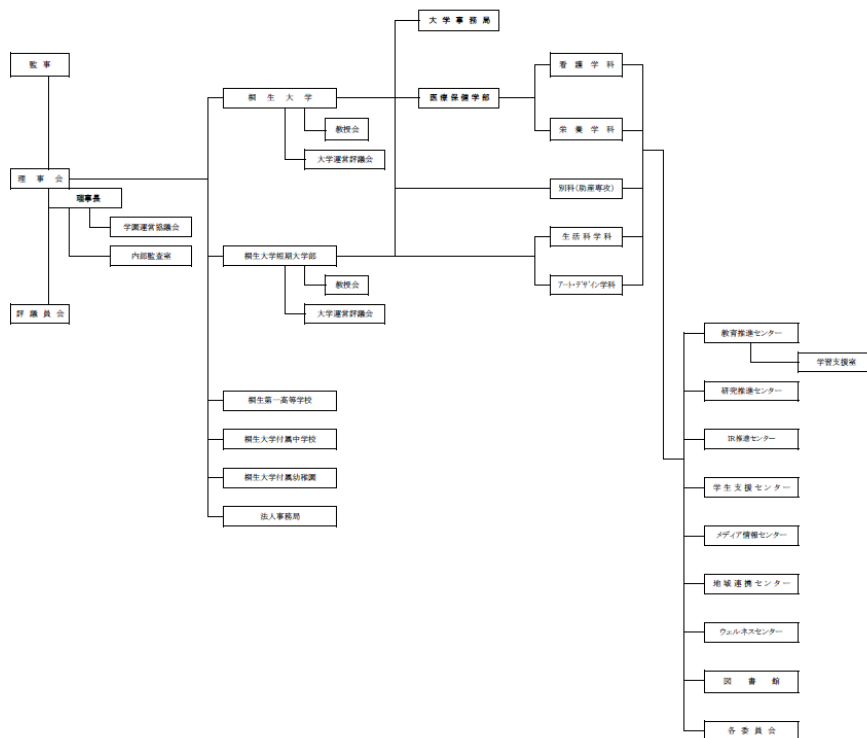 大学事務局
監事
看護学科
桐生大学
医療保健学部
教授会
栄養学科
大学運営評議会
理事会
別科(助産専攻)
理事長
学園運営協議会
生活科学科
内部監査室
桐生大学短期大学部
教授会
アート・デザイン学科
評議員会
大学運営評議会
教育推進センター
学習支援室
研究推進センター
桐生第一高等学校
桐生大学付属中学校
IR推進センター
桐生大学付属幼稚園
学生支援センター
法人事務局
メディア情報センター
地域連携センター
ウェルネスセンター
図書館
各委員会